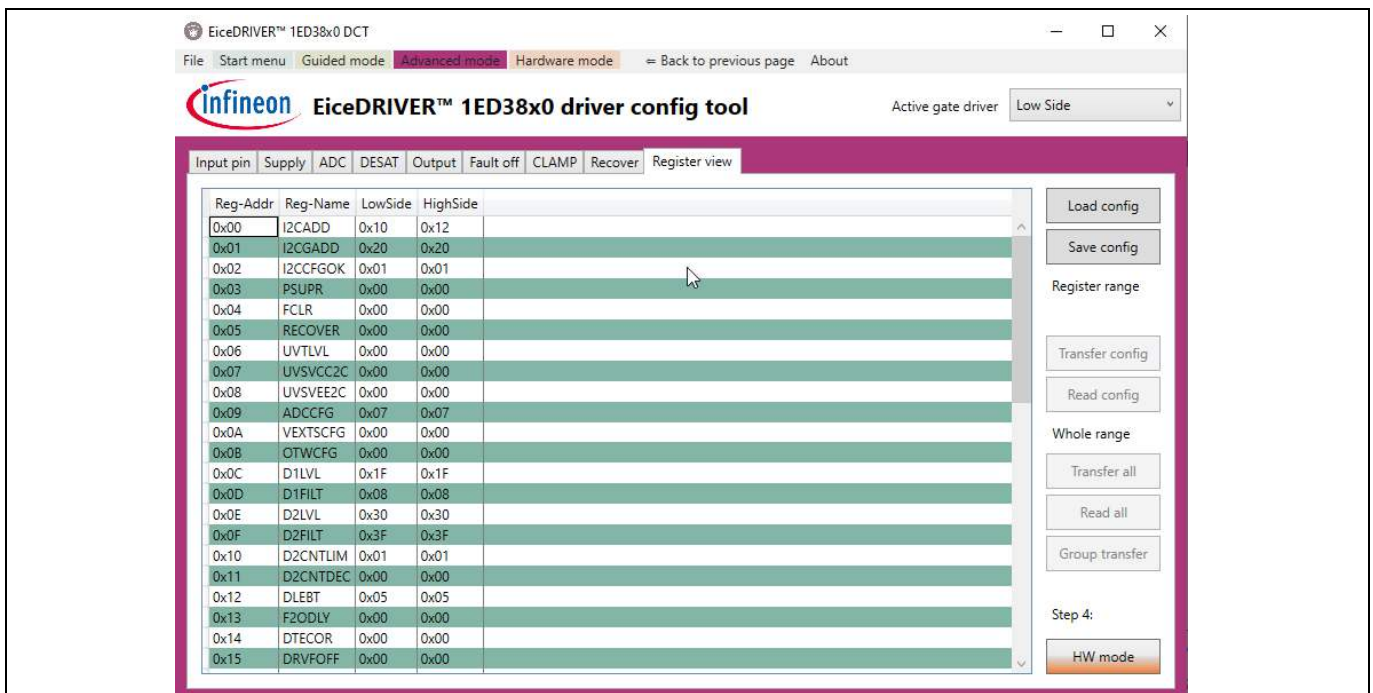 EiceDRIVER™ 1ED38x0 DCT
File Start menu Guided mode Advanced mode Hardware mode ⇐ Back to previous page About
infineon EiceDRIVER™ 1ED38x0 driver config tool Active gate driver Low Side
Input pin Supply ADC DESAT Output Fault off CLAMP Recover Register view
Reg-Addr Reg-Name LowSide HighSide
0x00 I2CADD 0x10 0x12
0x01 I2CGADD 0x20 0x20
0x02 I2CCFGOK 0x01 0x01
0x03 PSUPR 0x00 0x00
0x04 FCLR 0x00 0x00
0x05 RECOVER 0x00 0x00
0x06 UVTLVL 0x00 0x00
0x07 UVSVCC2C 0x00 0x00
0x08 UVSVEE2C 0x00 0x00
0x09 ADCCFG 0x07 0x07
0x0A VEXTSCFG 0x00 0x00
0x0B OTWCFG 0x00 0x00
0x0C D1LVL 0x1F 0x1F
0x0D D1FILT 0x08 0x08
0x0E D2LVL 0x30 0x30
0x0F D2FILT 0x3F 0x3F
0x10 D2CNTLIM 0x01 0x01
0x11 D2CNTDEC 0x00 0x00
0x12 DLEBT 0x05 0x05
0x13 F2ODLY 0x00 0x00
0x14 DTECOR 0x00 0x00
0x15 DRVFOFF 0x00 0x00
Load config
Save config
Register range
Transfer config
Read config
Whole range
Transfer all
Read all
Group transfer
Step 4:
HW mode